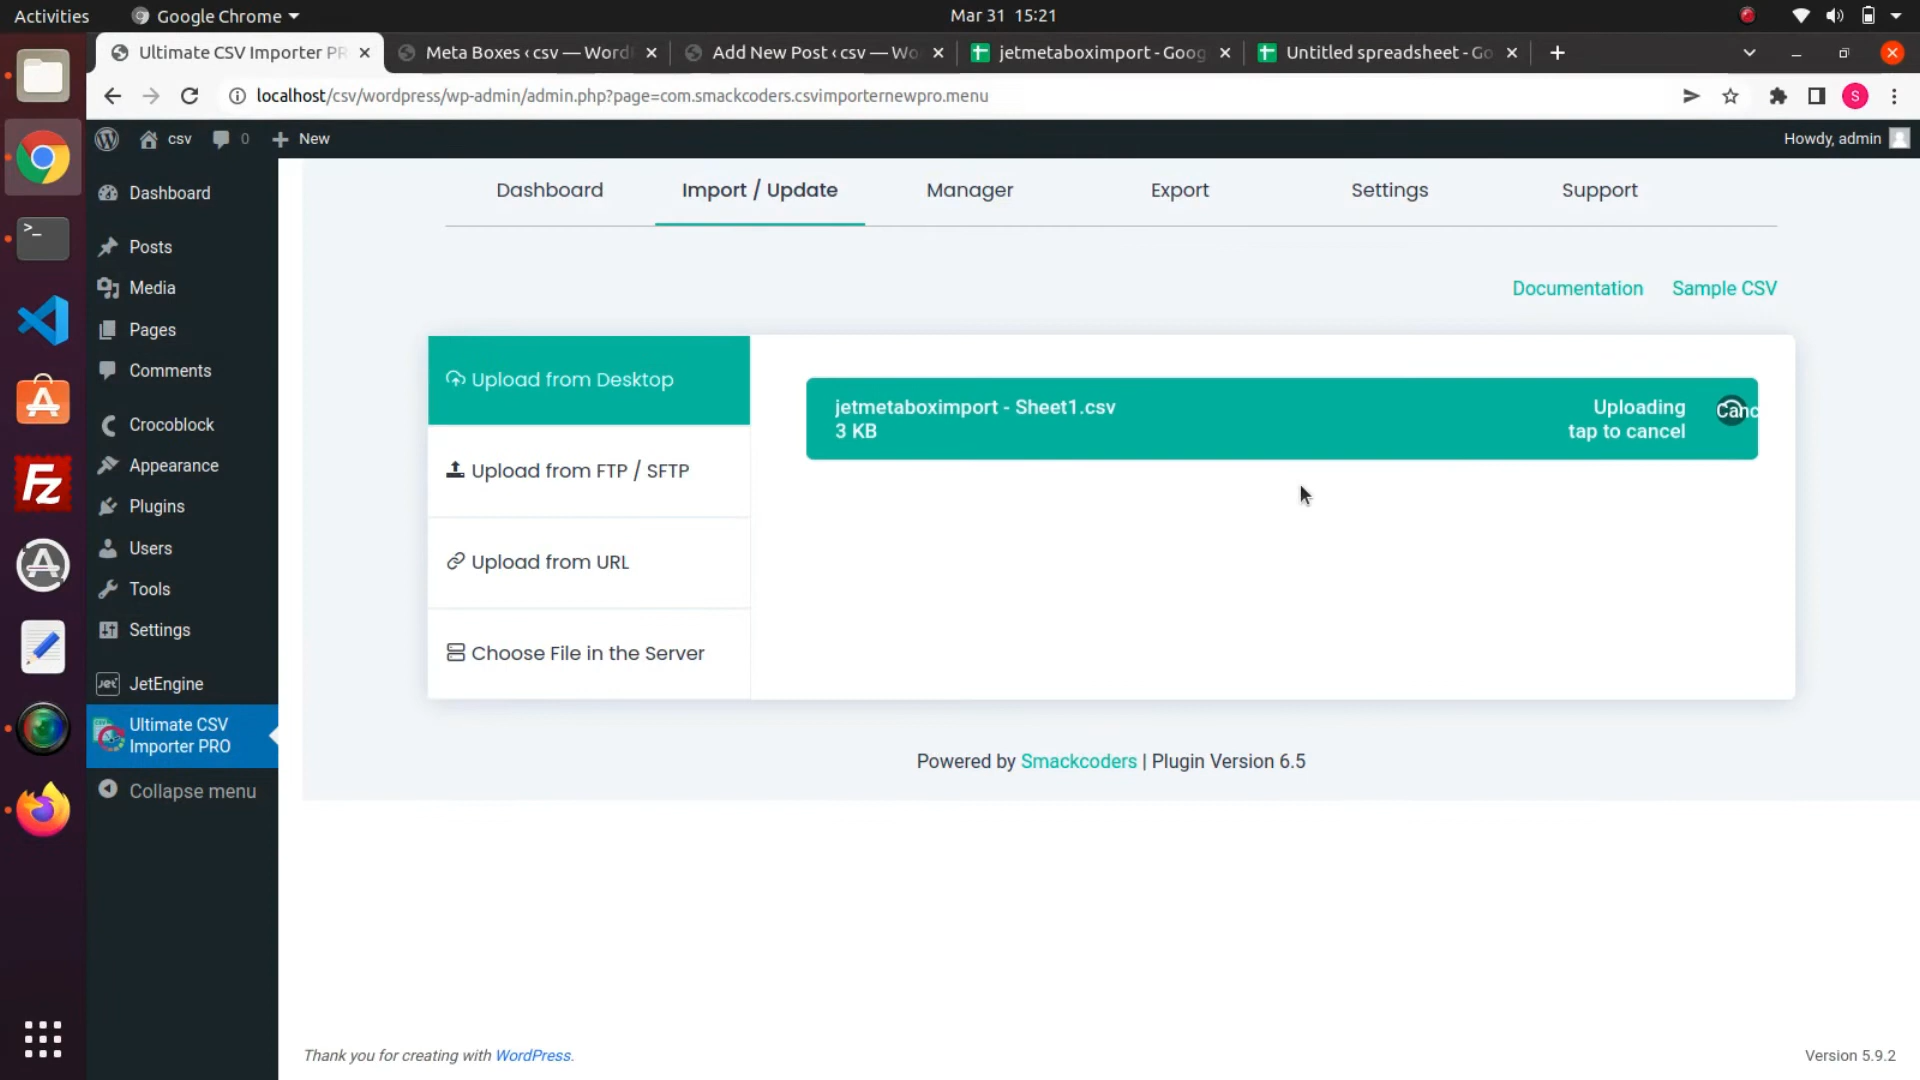 Activities
Google Chrome
Mar 31 15:21
Ultimate CSV Importer PR
Meta Boxes ‹ csv — Word
Add New Post ‹ csv — Wo
jetmetaboximport - Goog
Untitled spreadsheet - Go
localhost/csv/wordpress/wp-admin/admin.php?page=com.smackcoders.csvimporternewpro.menu
S
csv
0
New
Howdy, admin
Dashboard
Posts
Media
Pages
Comments
Crocoblock
Appearance
Plugins
Users
Tools
Settings
Jet
JetEngine
Ultimate CSV
Importer PRO
Collapse menu
Dashboard
Import / Update
Manager
Export
Settings
Support
Documentation
Sample CSV
Upload from Desktop
Upload from FTP / SFTP
Upload from URL
Choose File in the Server
jetmetaboximport - Sheet1.csv
3 KB
Uploading
tap to cancel
Canc
Powered by Smackcoders | Plugin Version 6.5
Thank you for creating with WordPress.
Version 5.9.2